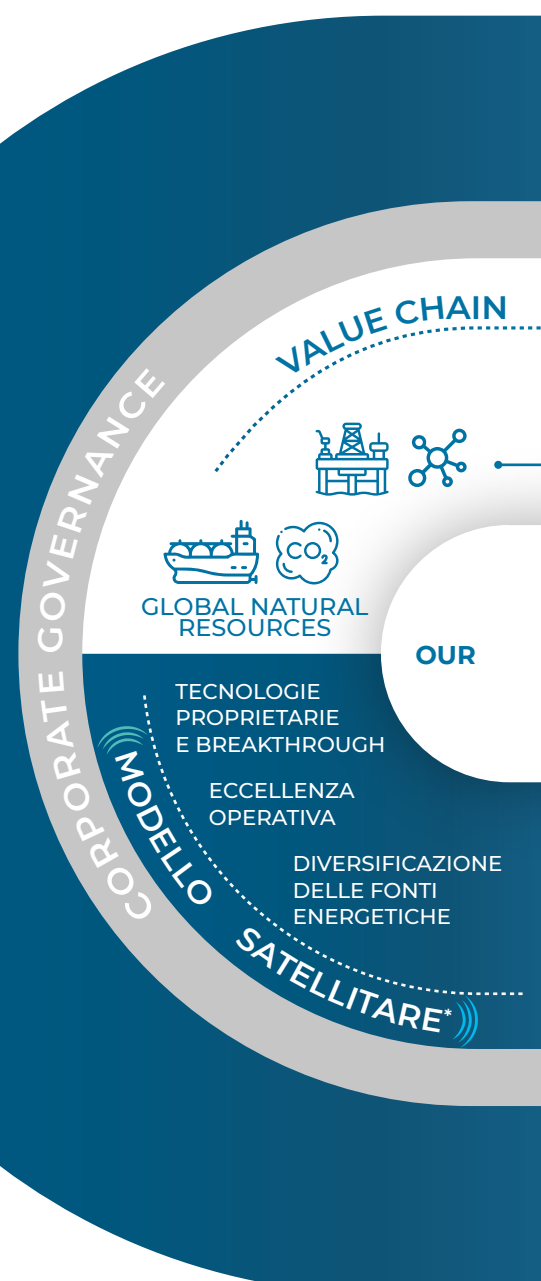 VALUE CHAIN
CORPORATE GOVERNANCE
CO2
GLOBAL NATURAL
RESOURCES
OUR
TECNOLOGIE
PROPRIETARIE
E BREAKTHROUGH
ECCELLENZA
OPERATIVA
DIVERSIFICAZIONE
DELLE FONTI
ENERGETICHE
MODELLO SATELLITARE*